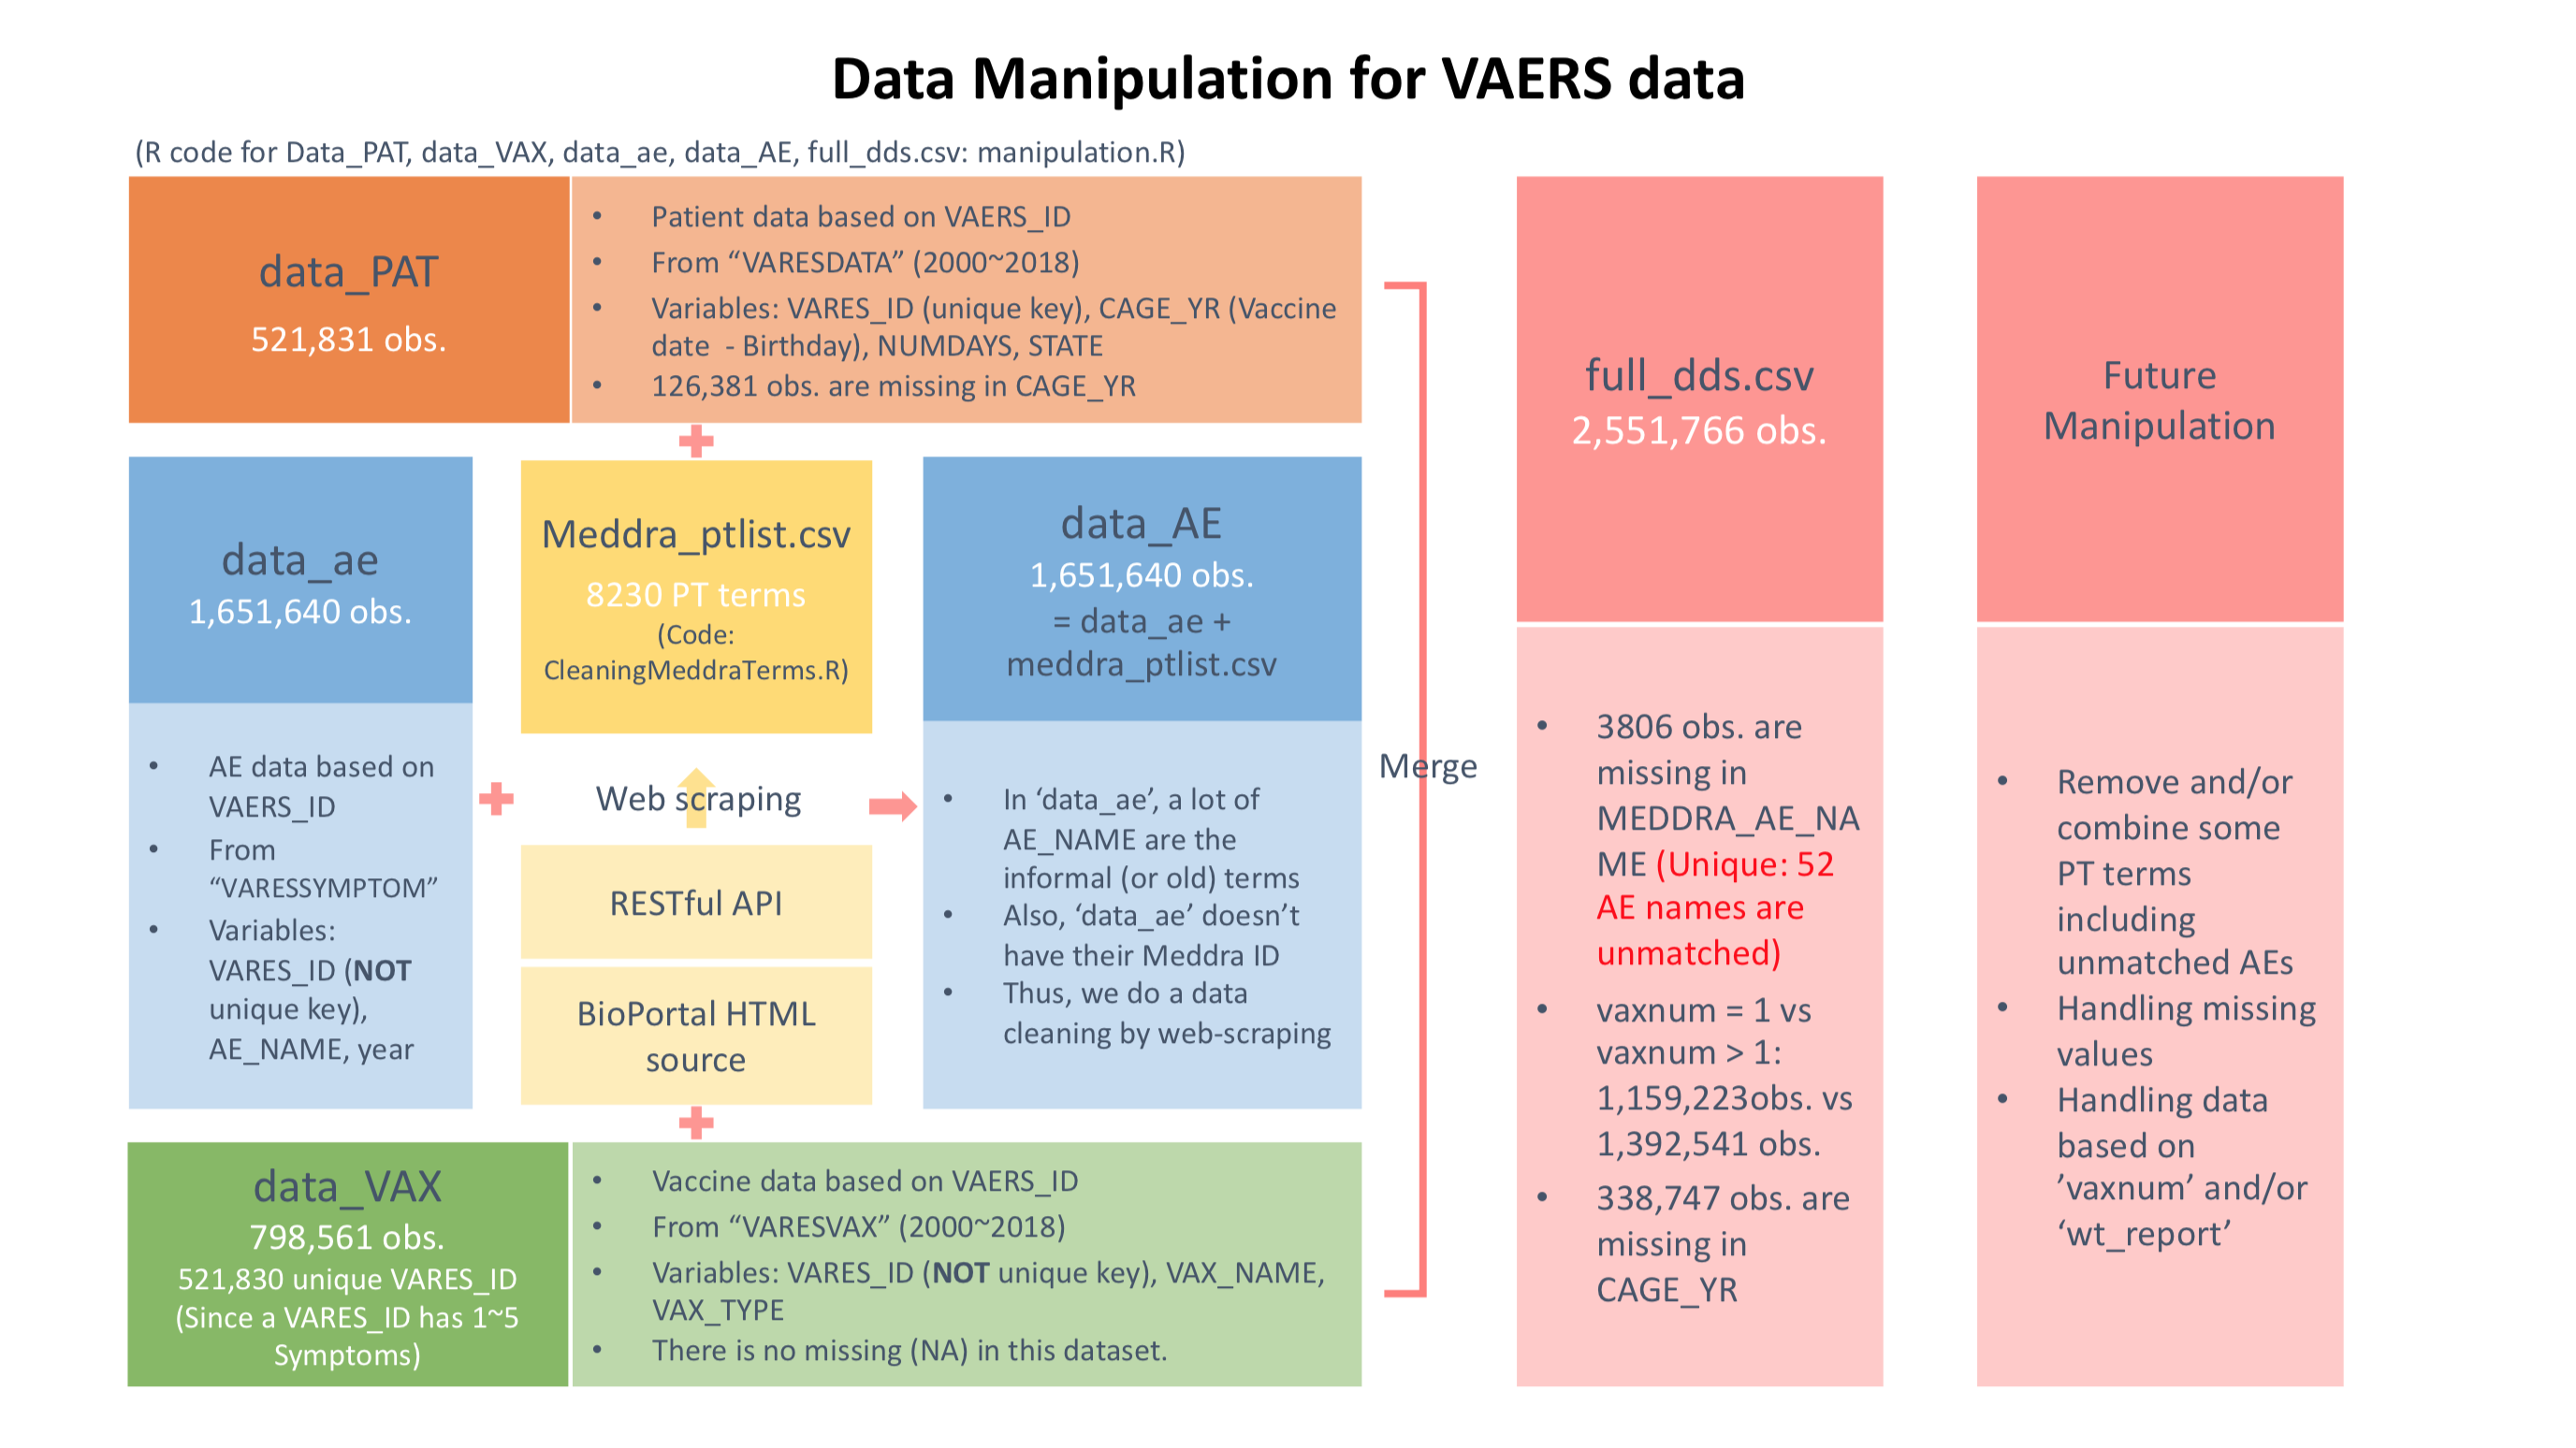 Data Manipulation for VAERS data
(R code for Data_PAT, data_VAX, data_ae, data_AE, full_dds.csv: manipulation.R)
data_PAT
521,831 obs.
• Patient data based on VAERS_ID
• From “VARESDATA” (2000~2018)
• Variables: VARES_ID (unique key), CAGE_YR (Vaccine
date - Birthday), NUMDAYS, STATE
• 126,381 obs. are missing in CAGE_YR
data_ae
1,651,640 obs.
• AE data based on
VAERS_ID
• From
“VARESSYMPTOM”
• Variables:
VARES_ID (NOT
unique key),
AE_NAME, year
Meddra_ptlist.csv
8230 PT terms
(Code:
CleaningMeddraTerms.R)
Web scraping
RESTful API
BioPortal HTML
source
data_AE
1,651,640 obs.
= data_ae +
meddra_ptlist.csv
• In ‘data_ae’, a lot of
AE_NAME are the
informal (or old) terms
• Also, ‘data_ae’ doesn’t
have their Meddra ID
• Thus, we do a data
cleaning by web-scraping
data_VAX
798,561 obs.
521,830 unique VARES_ID
(Since a VARES_ID has 1~5
Symptoms)
• Vaccine data based on VAERS_ID
• From “VARESVAX” (2000~2018)
• Variables: VARES_ID (NOT unique key), VAX_NAME,
VAX_TYPE
• There is no missing (NA) in this dataset.
Merge
full_dds.csv
2,551,766 obs.
• 3806 obs. are
missing in
MEDDRA_AE_NA
ME (Unique: 52
AE names are
unmatched)
• vaxnum = 1 vs
vaxnum > 1:
1,159,223obs. vs
1,392,541 obs.
• 338,747 obs. are
missing in
CAGE_YR
Future
Manipulation
• Remove and/or
combine some
PT terms
including
unmatched AEs
• Handling missing
values
• Handling data
based on
’vaxnum’ and/or
‘wt_report’